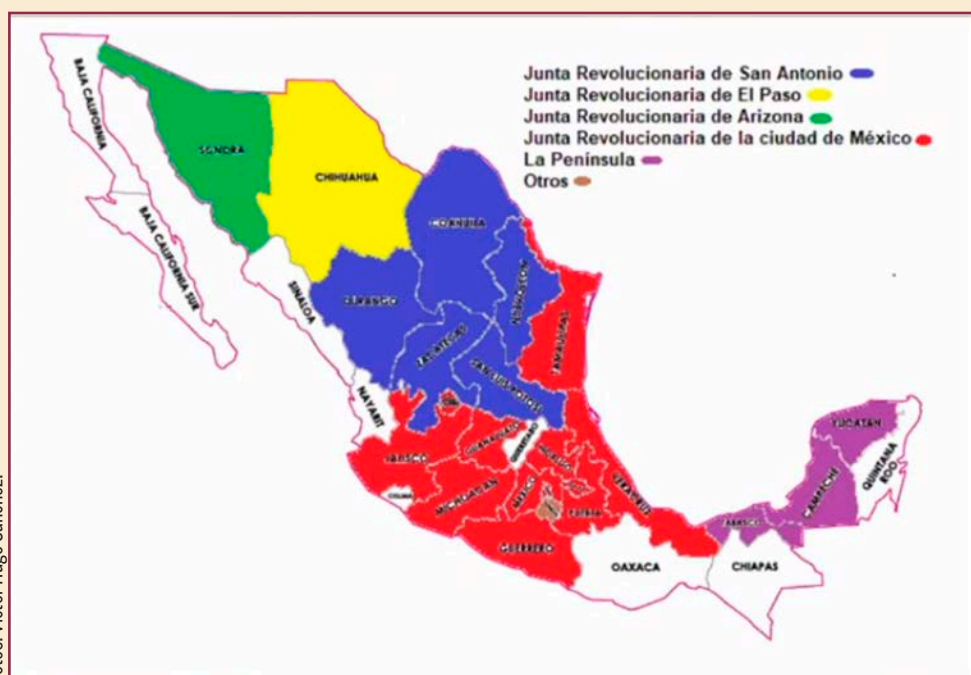 Junta Revolucionaria de San Antonio
Junta Revolucionaria de El Paso
Junta Revolucionaria de Arizona
Junta Revolucionaria de la ciudad de México
La Península
Otros
BAJA CALIFORNIA
SONORA
CHIHUAHUA
COAHUILA
BAJA CALIFORNIA SUR
SINALOA
DURANGO
NUEVO LEON
TAMAULIPAS
ZACATECAS
SAN LUIS POTOSI
NAYARIT
JALISCO
GUANAJUATO
QUERETARO
HIDALGO
YUCATAN
QUINTANA
ROO
CAMPECHE
COLIMA
MICHOACAN
MEXICO
PUEBLA
VERACRUZ
TABASCO
GUERRERO
OAXACA
CHIAPAS
Víctor Hugo Sánchez.